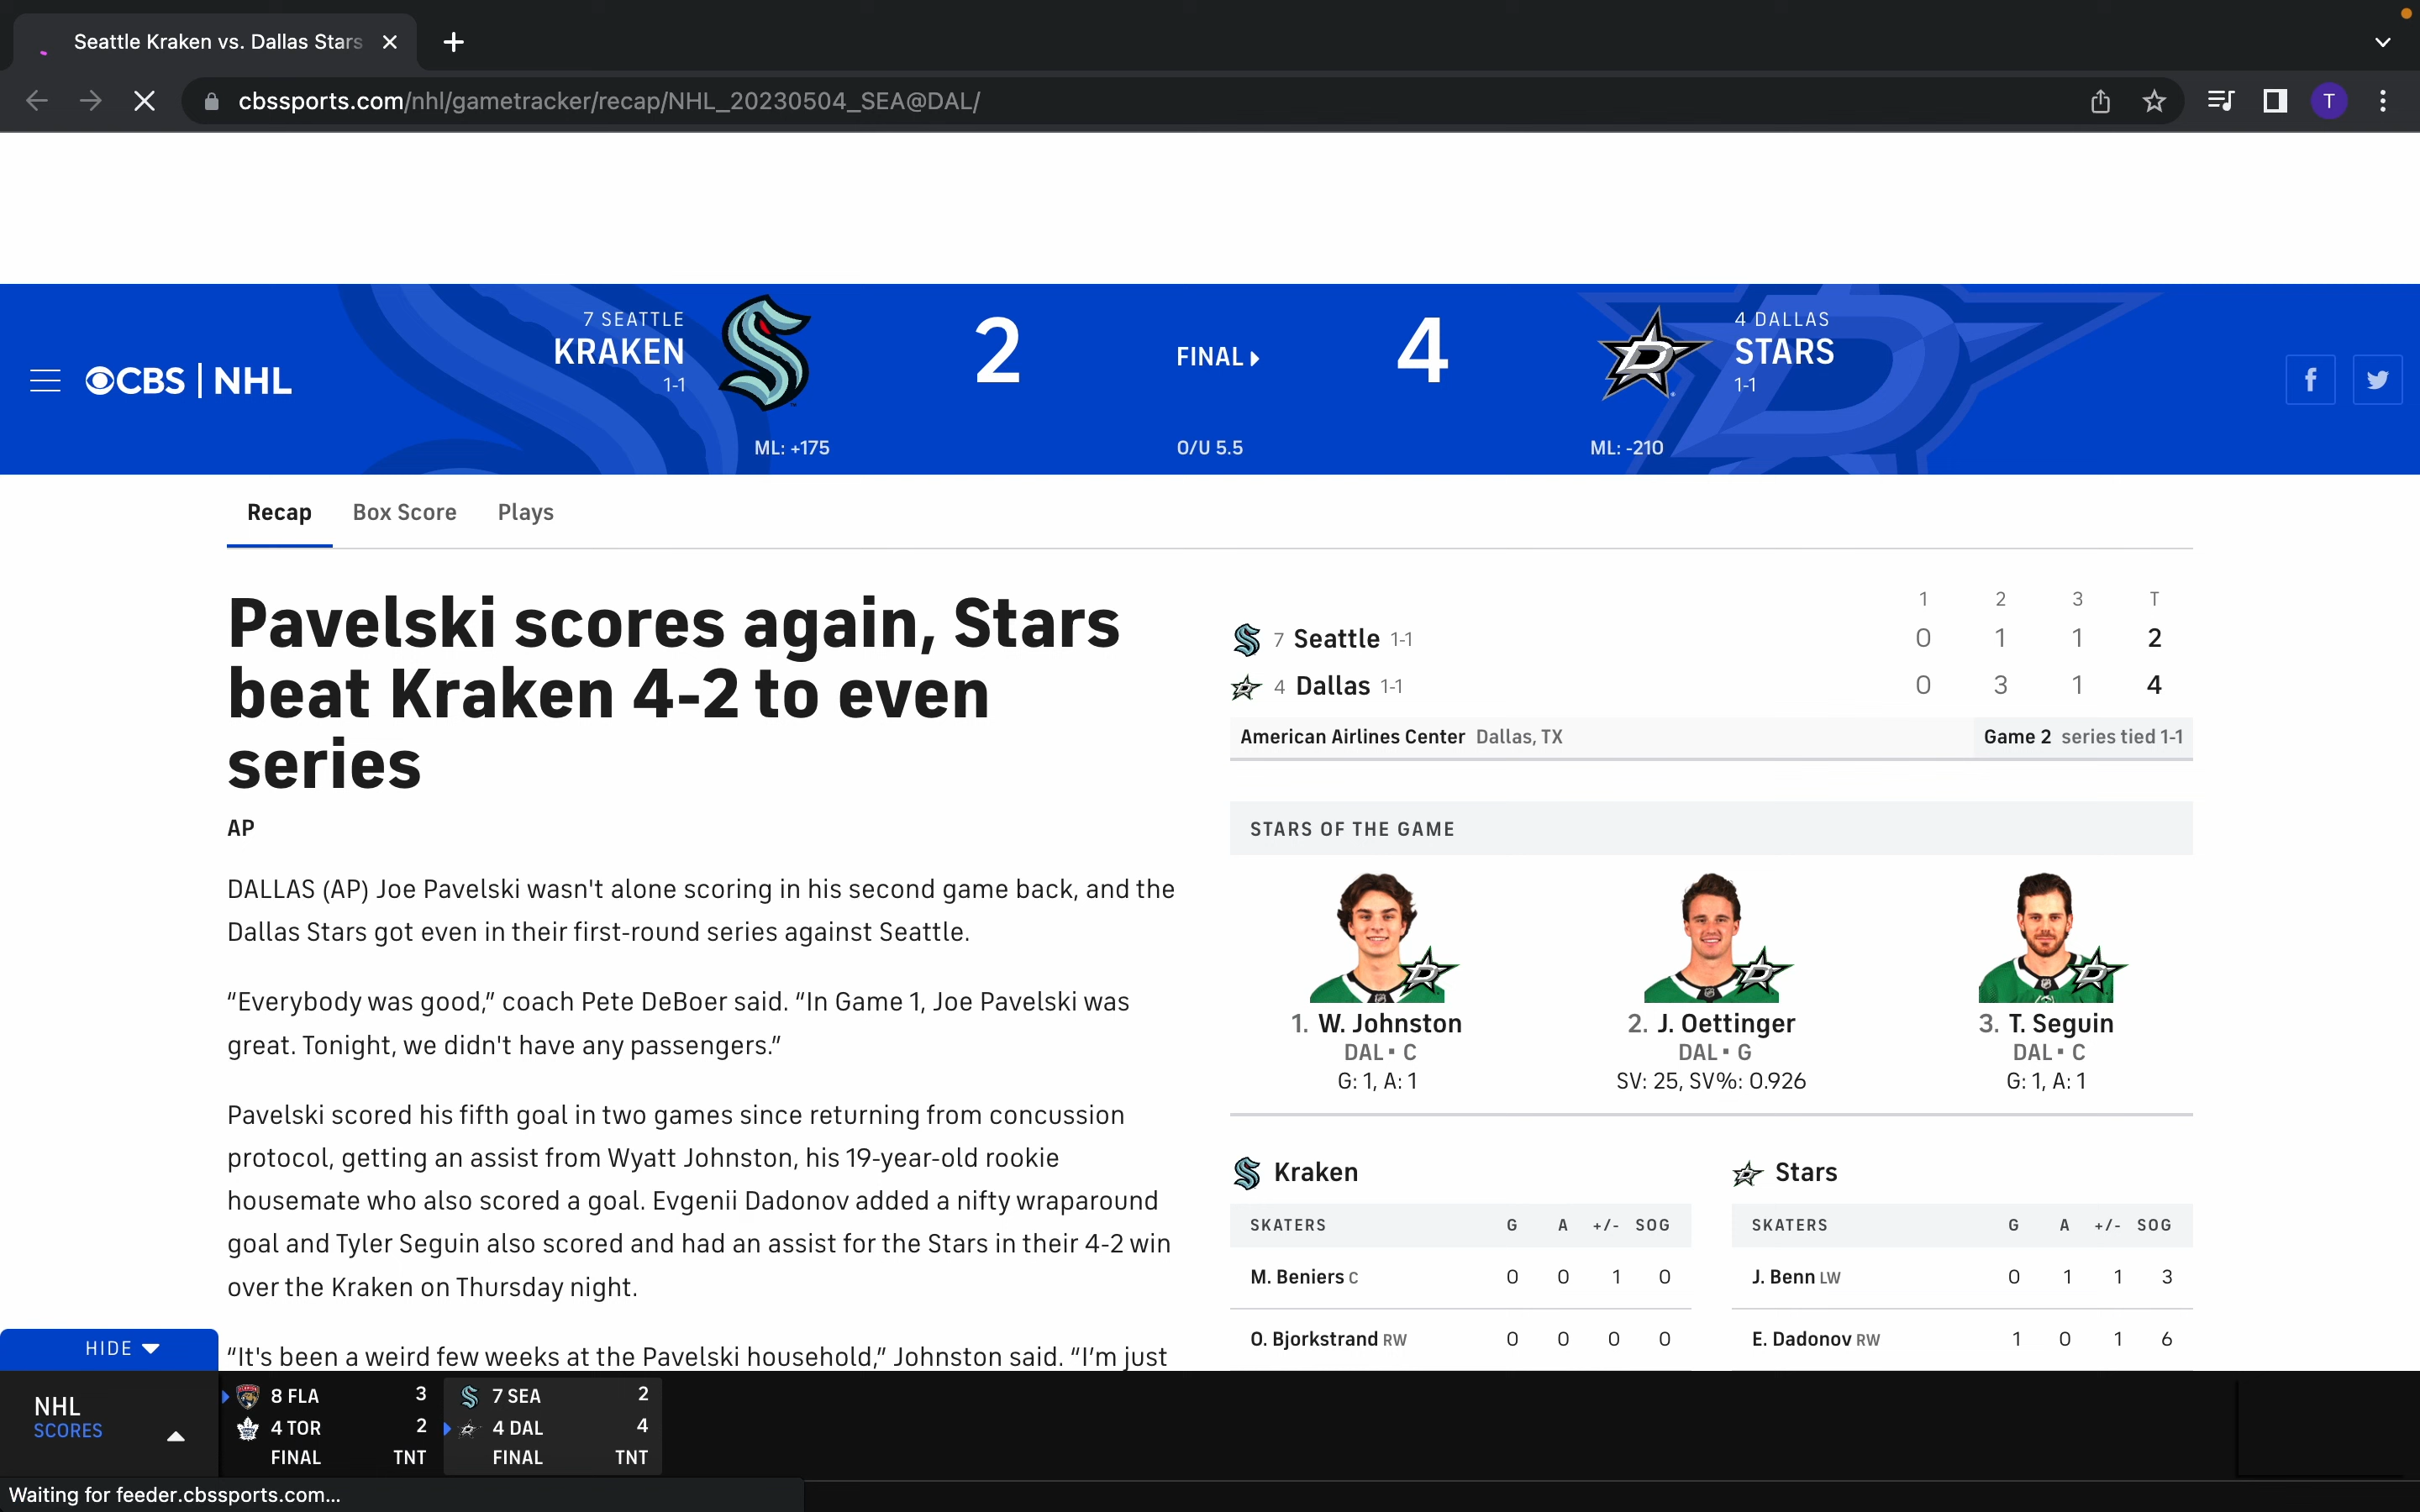 Seattle Kraken vs. Dallas Stars
cbssports.com/nhl/gametracker/recap/NHL_20230504_SEA@DAL/
T
CBS | NHL
7 SEATTLE
KRAKEN
1-1
2
FINAL
4
4 DALLAS
STARS
1-1
ML: +175
O/U 5.5
ML: -210
Recap Box Score Plays
Pavelski scores again, Stars
beat Kraken 4-2 to even
series
AP
DALLAS (AP) Joe Pavelski wasn't alone scoring in his second game back, and the
Dallas Stars got even in their first-round series against Seattle.
“Everybody was good,” coach Pete DeBoer said. “In Game 1, Joe Pavelski was
great. Tonight, we didn't have any passengers.”
Pavelski scored his fifth goal in two games since returning from concussion
protocol, getting an assist from Wyatt Johnston, his 19-year-old rookie
housemate who also scored a goal. Evgenii Dadonov added a nifty wraparound
goal and Tyler Seguin also scored and had an assist for the Stars in their 4-2 win
over the Kraken on Thursday night.
“It's been a weird few weeks at the Pavelski household,” Johnston said. “I’m just
1 2 3 T
7 Seattle 1-1 0 1 1 2
4 Dallas 1-1 0 3 1 4
American Airlines Center Dallas, TX Game 2 series tied 1-1
STARS OF THE GAME
1. W. Johnston
DAL · C
G: 1, A: 1
2. J. Oettinger
DAL · G
SV: 25, SV%: 0.926
3. T. Seguin
DAL · C
G: 1, A: 1
Kraken
SKATERS G A +/- SOG
M. Beniers C 0 0 1 0
O. Bjorkstrand RW 0 0 0 0
Stars
SKATERS G A +/- SOG
J. Benn LW 0 1 1 3
E. Dadonov RW 1 0 1 6
HIDE
NHL
SCORES
8 FLA 3
4 TOR 2
FINAL TNT
7 SEA 2
4 DAL 4
FINAL TNT
Waiting for feeder.cbssports.com...